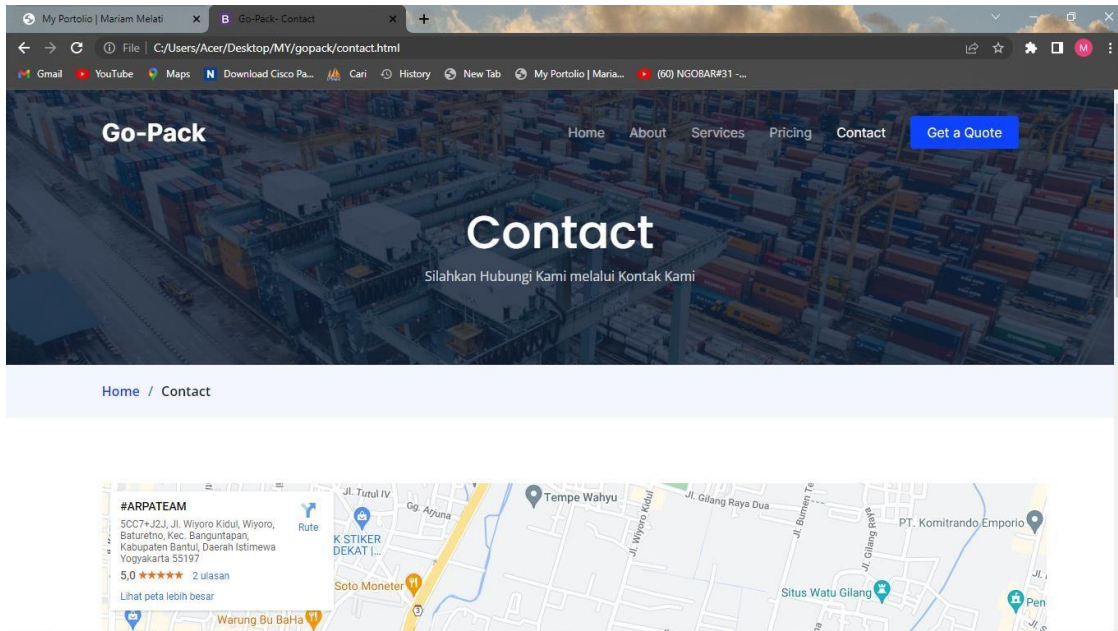 My Portolio | Mariam Melati
B Go-Pack- Contact
File | C:/Users/Acer/Desktop/MY/gopack/contact.html
M
Gmail YouTube Maps N Download Cisco Pa... Cari History New Tab My Portolio | Maria... (60) NGOBAR#31 -...
Go-Pack
Home About Services Pricing Contact Get a Quote
Contact
Silahkan Hubungi Kami melalui Kontak Kami
Home / Contact
#ARPATEAM
Rute
5CC7+J2J, Jl. Wiyoro Kidul, Wiyoro,
Baturetno, Kec. Banguntapan,
Kabupaten Bantul, Daerah Istimewa
Yogyakarta 55197
5,0 ★★★★★ 2 ulasan
Lihat peta lebih besar
Jl. Tutul IV
Gg. Arjuna
K STIKER
DEKAT |...
Tempe Wahyu
Jl. Wiyoro Kidul
Jl. Gilang Raya Dua
Jl. Gilang Raya
PT. Komitrando Emporio
Soto Moneter
Situs Watu Gilang
3
Warung Bu BaHa
Pen